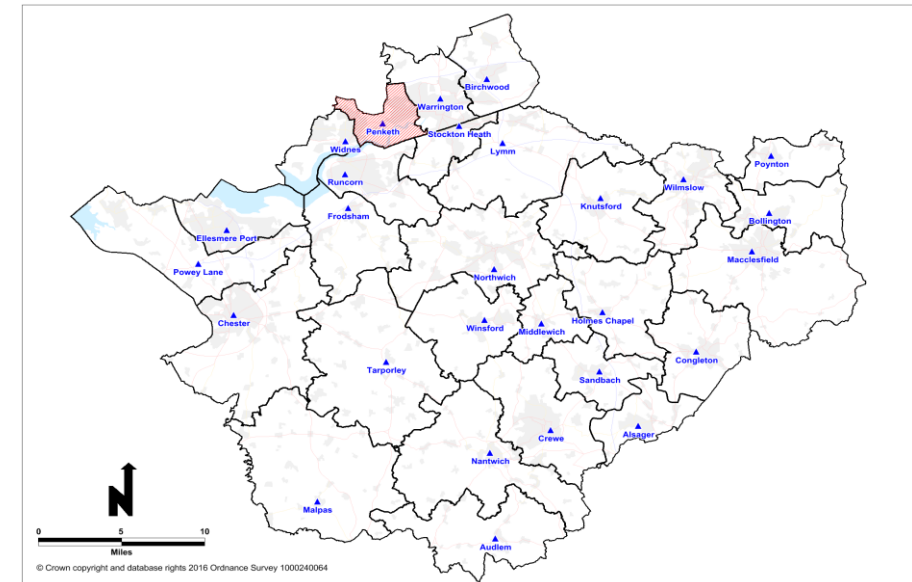 Birchwood
Warrington
Penketh
Stockton Heath
Widnes
Lymm
Poynton
Runcorn
Wilmslow
Knutsford
Frodsham
Bollington
Ellesmere Port
Macclesfield
Powey Lane
Northwich
Chester
Winsford
Middlewich
Holmes Chapel
Congleton
Tarporley
Sandbach
Crewe
Alsager
Nantwich
Malpas
Audlem
N
0 5 10
Miles
© Crown copyright and database rights 2016 Ordnance Survey 1000240064